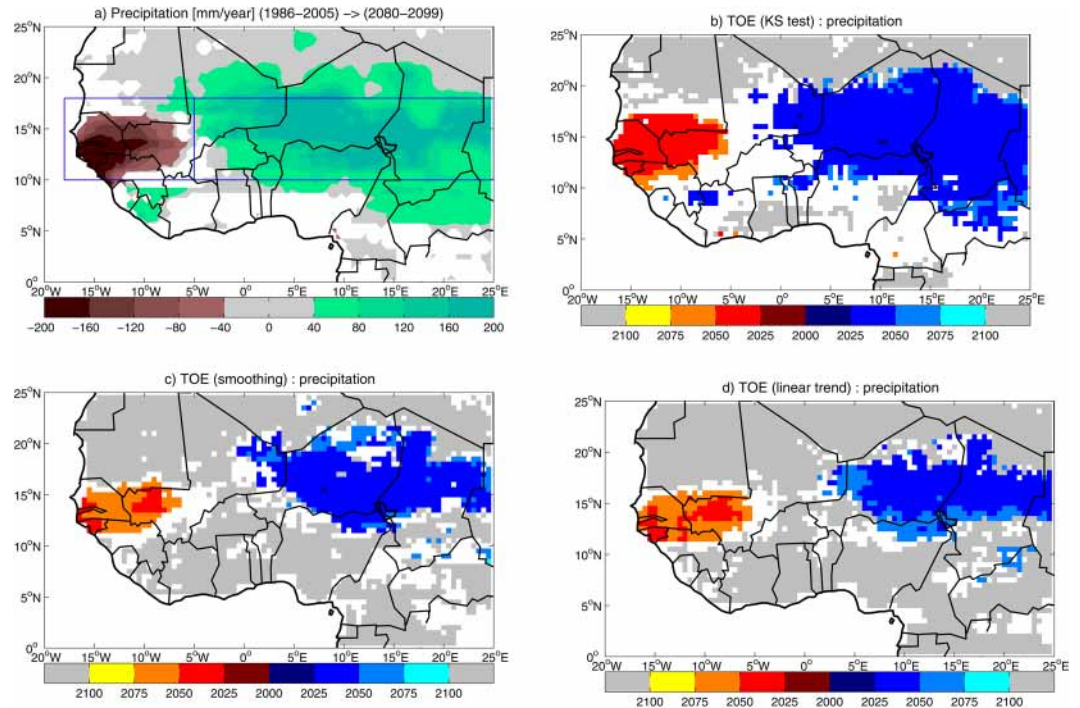 a) Precipitation [mm/year] (1986−2005) −> (2080−2099)
25°N
20°N
15°N
10°N
5°N
0°
20°W 15°W 10°W 5°W 0° 5°E 10°E 15°E 20°E 25°E
−200 −160 −120 −80 −40 0 40 80 120 160 200
b) TOE (KS test) : precipitation
25°N
20°N
15°N
10°N
5°N
0°
20°W 15°W 10°W 5°W 0° 5°E 10°E 15°E 20°E 25°E
2100 2075 2050 2025 2000 2025 2050 2075 2100
c) TOE (smoothing) : precipitation
25°N
20°N
15°N
10°N
5°N
0°
20°W 15°W 10°W 5°W 0° 5°E 10°E 15°E 20°E 25°E
2100 2075 2050 2025 2000 2025 2050 2075 2100
d) TOE (linear trend) : precipitation
25°N
20°N
15°N
10°N
5°N
0°
20°W 15°W 10°W 5°W 0° 5°E 10°E 15°E 20°E 25°E
2100 2075 2050 2025 2000 2025 2050 2075 2100